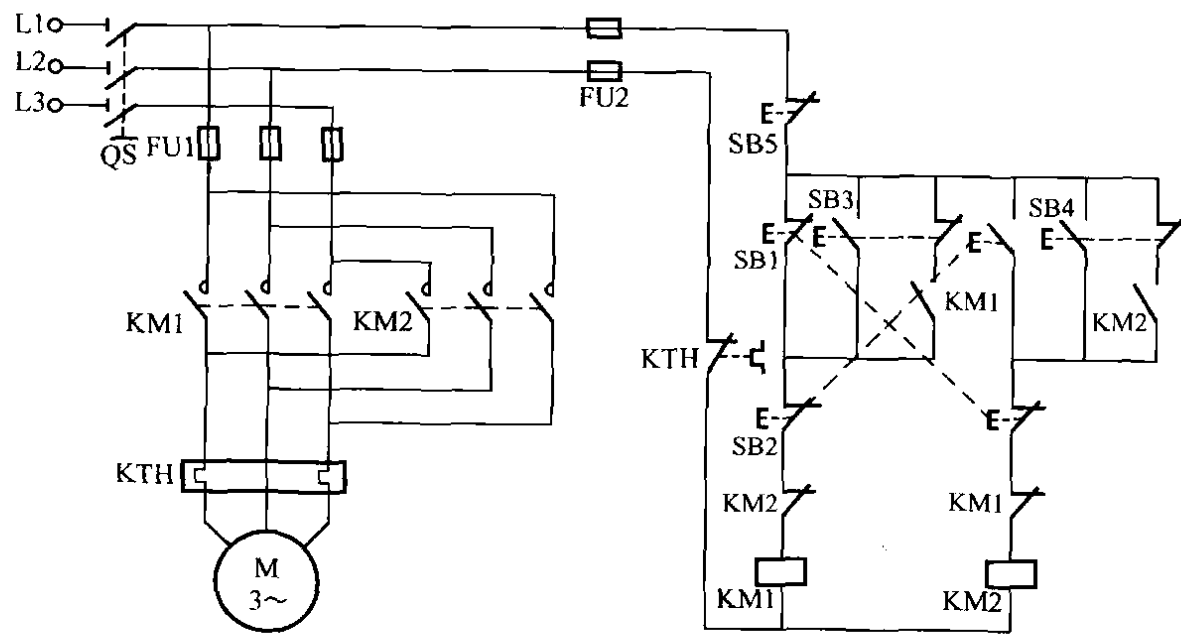 L1
L2
L3
QS
FU1
FU2
SB5
SB3
SB4
SB1
KM1
KM2
KM1
KM2
KTH
SB2
KTH
KM2
KM1
M
3～
KM1
KM2